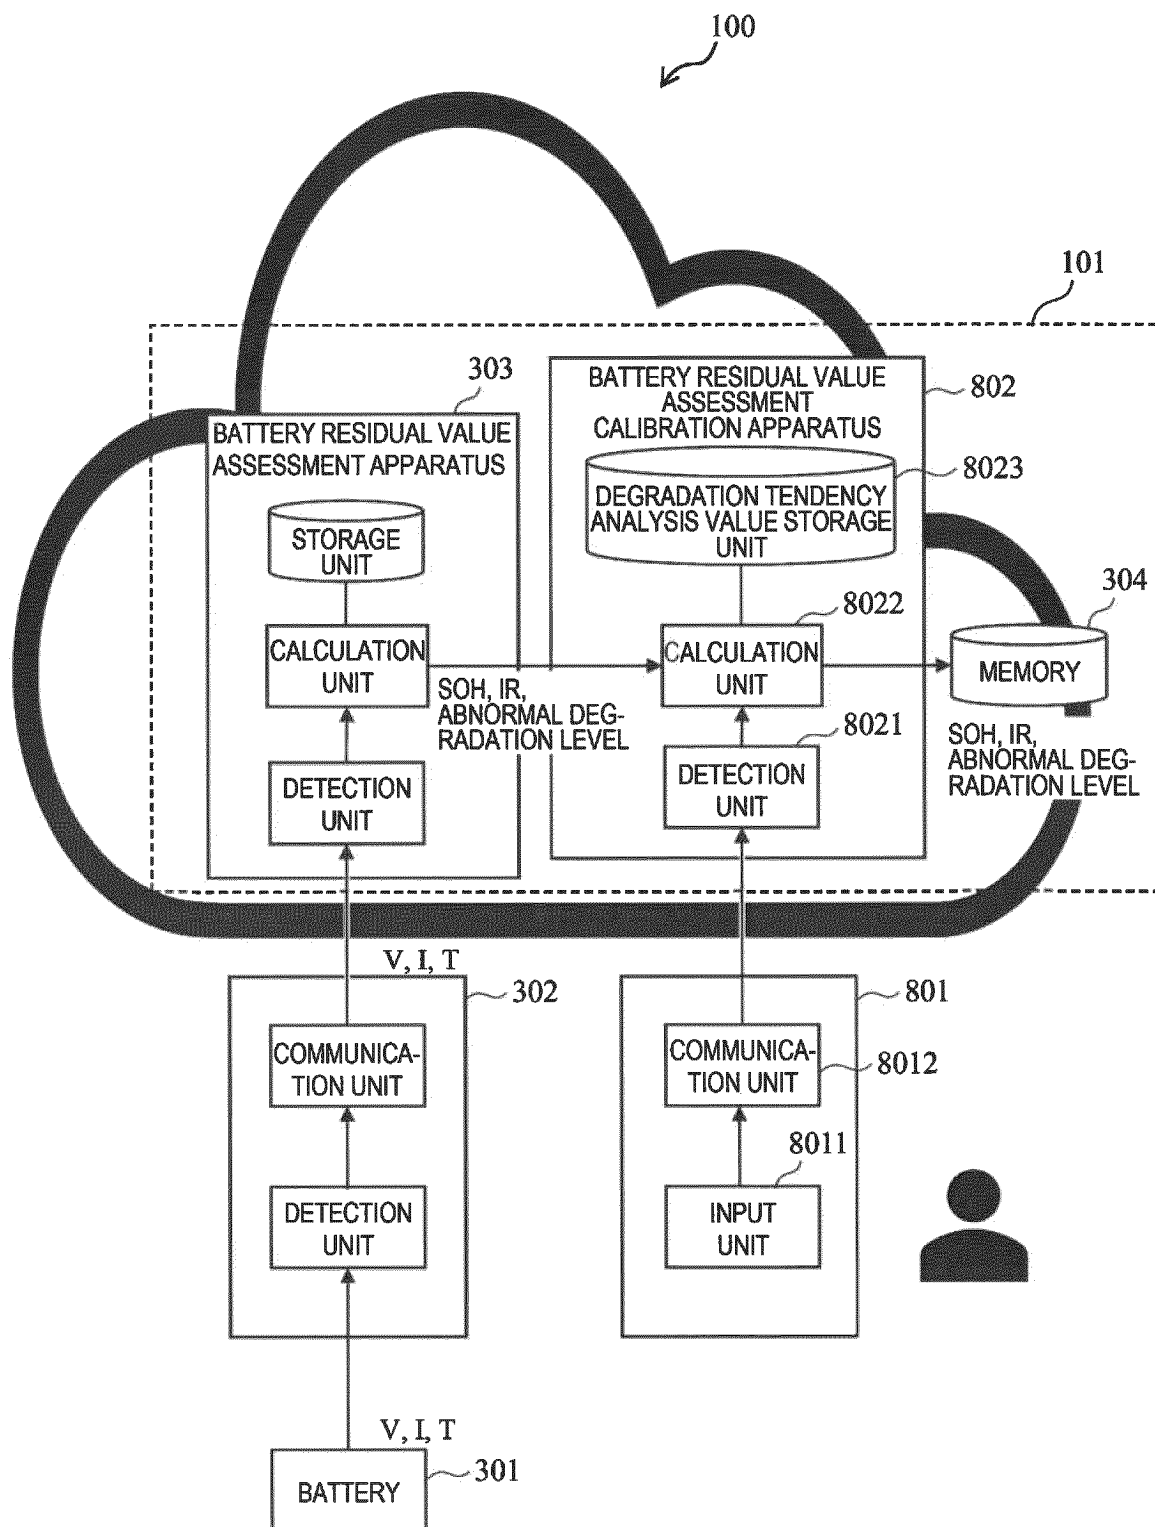 100
101
303
BATTERY RESIDUAL VALUE
ASSESSMENT APPARATUS
STORAGE
UNIT
CALCULATION
UNIT
SOH, IR,
ABNORMAL DEG-
RADATION LEVEL
DETECTION
UNIT
BATTERY RESIDUAL VALUE
ASSESSMENT
CALIBRATION APPARATUS
802
DEGRADATION TENDENCY
ANALYSIS VALUE STORAGE
UNIT
8023
8022
CALCULATION
UNIT
8021
DETECTION
UNIT
304
MEMORY
SOH, IR,
ABNORMAL DEG-
RADATION LEVEL
V, I, T
302
COMMUNICA-
TION UNIT
DETECTION
UNIT
801
COMMUNICA-
TION UNIT
8012
8011
INPUT
UNIT
V, I, T
BATTERY
301